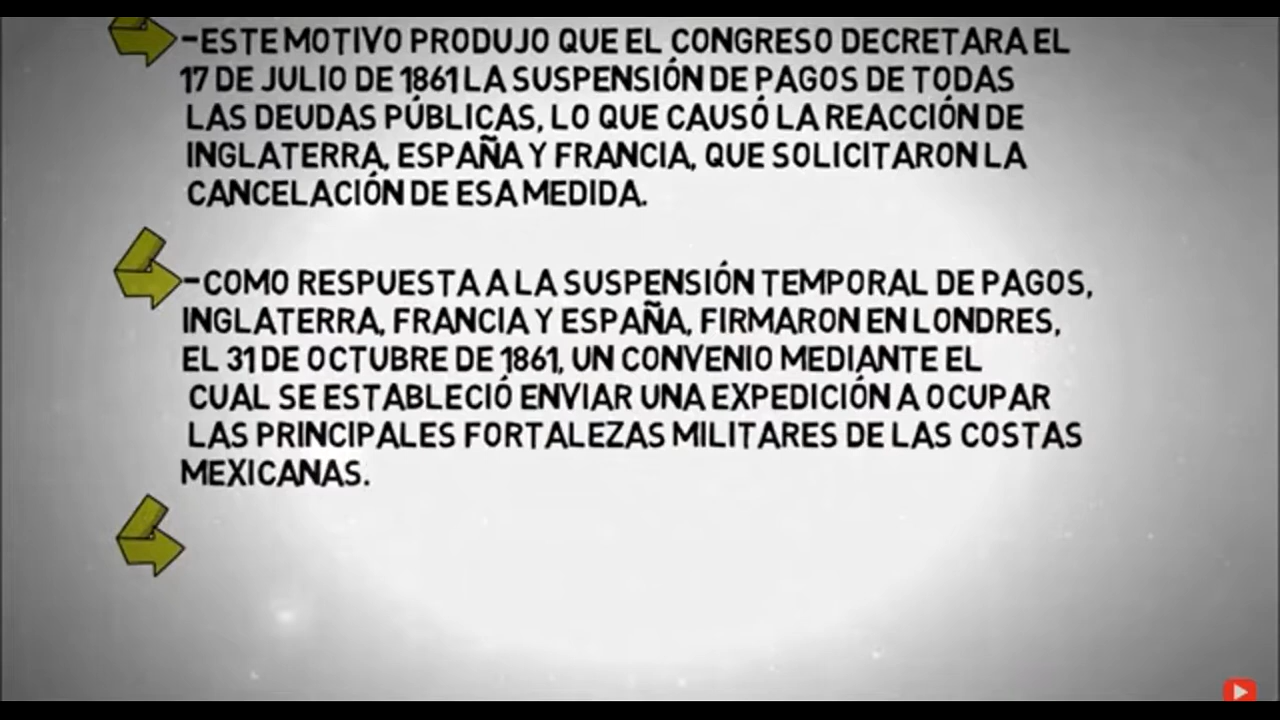 -ESTE MOTIVO PRODUJO QUE EL CONGRESO DECRETARA EL
17 DE JULIO DE 1861 LA SUSPENSIÓN DE PAGOS DE TODAS
LAS DEUDAS PÚBLICAS, LO QUE CAUSÓ LA REACCIÓN DE
INGLATERRA, ESPAÑA Y FRANCIA, QUE SOLICITARON LA
CANCELACIÓN DE ESA MEDIDA.
-COMO RESPUESTA A LA SUSPENSIÓN TEMPORAL DE PAGOS,
INGLATERRA, FRANCIA Y ESPAÑA, FIRMARON EN LONDRES,
EL 31 DE OCTUBRE DE 1861, UN CONVENIO MEDIANTE EL
CUAL SE ESTABLECIÓ ENVIAR UNA EXPEDICIÓN A OCUPAR
LAS PRINCIPALES FORTALEZAS MILITARES DE LAS COSTAS
MEXICANAS.